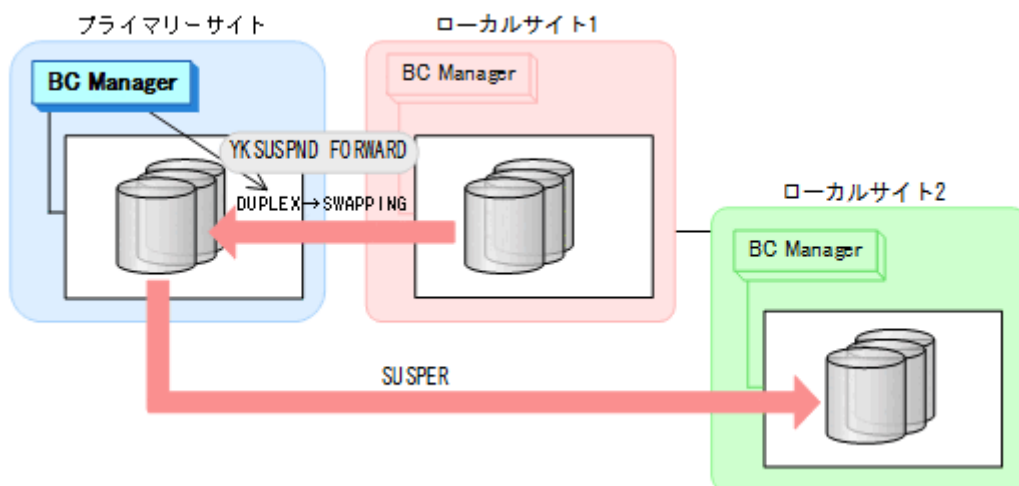 プライマリーサイト
ローカルサイト1
BC Manager
BC Manager
YKSUSPND FORWARD
DUPLEX→SWAPPING
ローカルサイト2
BC Manager
SUSPER